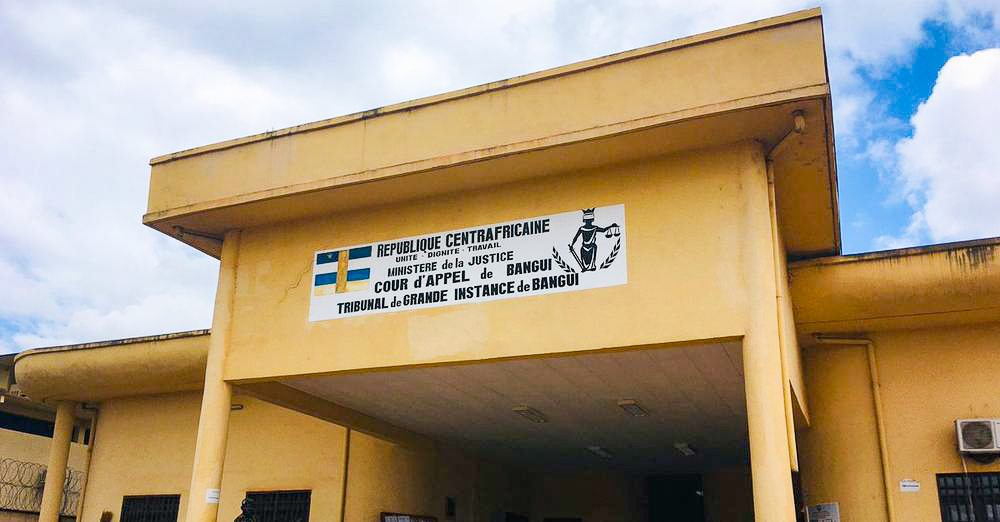 REPUBLIQUE CENTRAFRICAINE
UNITE - DIGNITE - TRAVAIL
MINISTERE de la JUSTICE
COUR d'APPEL de BANGUI
TRIBUNAL de GRANDE INSTANCE de BANGUI